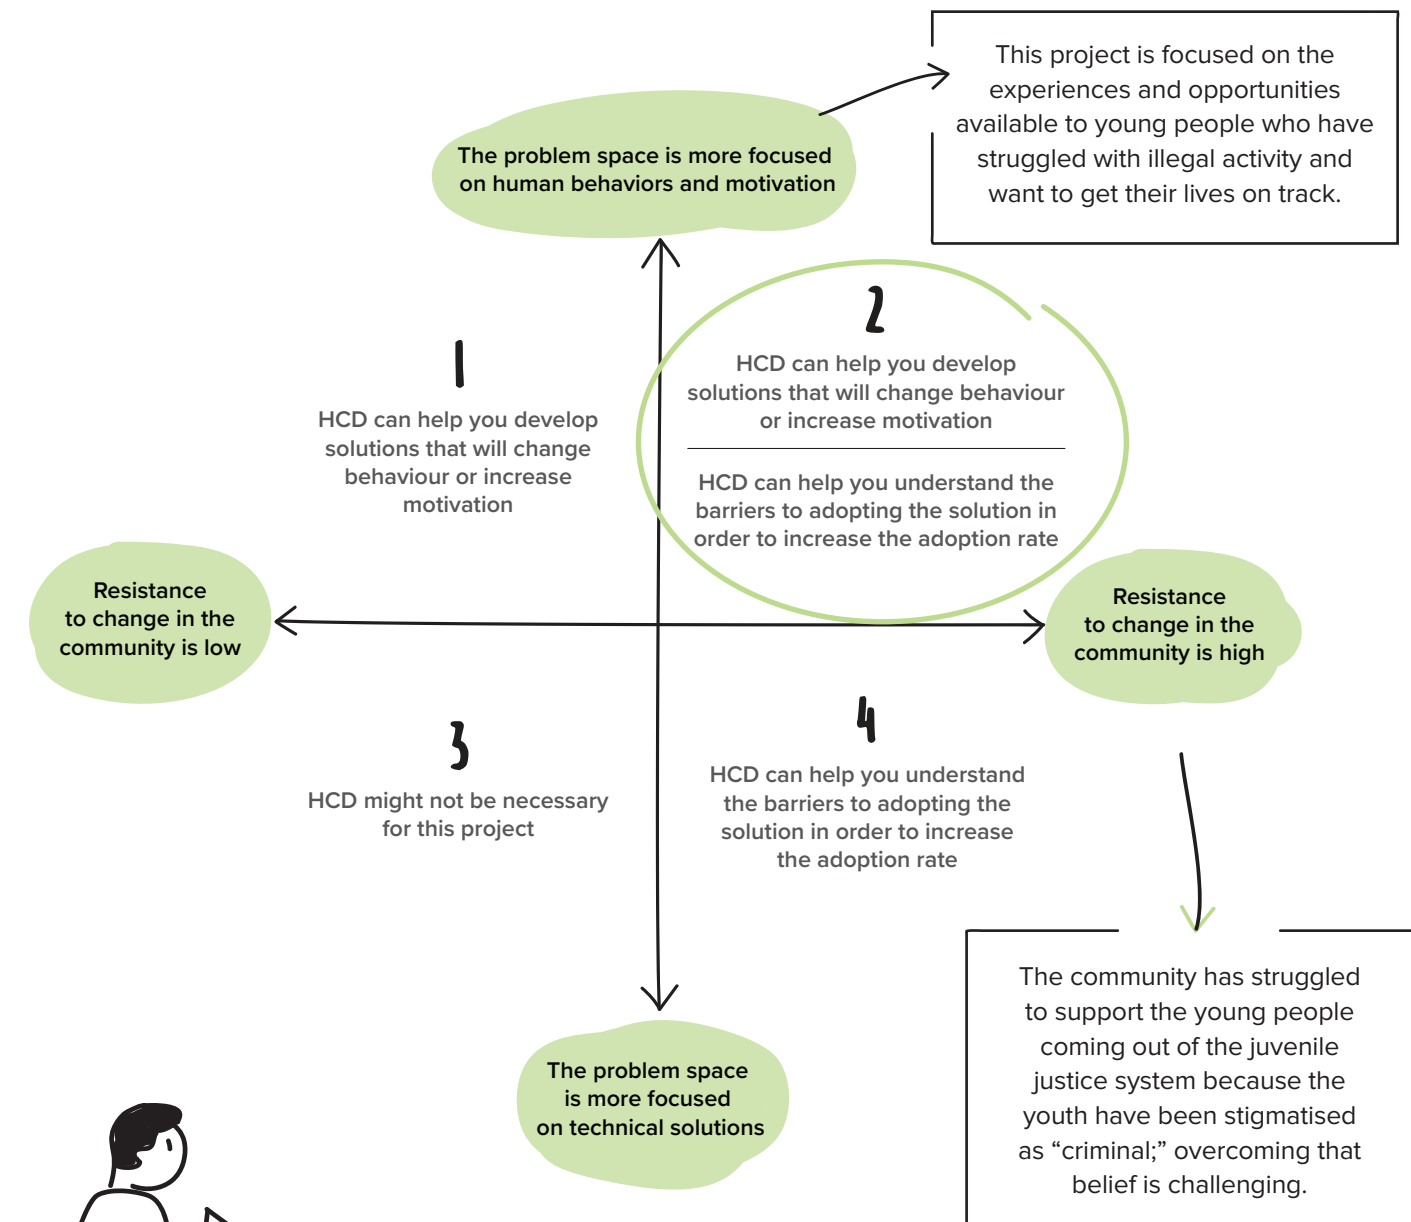 This project is focused on the
experiences and opportunities
available to young people who have
struggled with illegal activity and
want to get their lives on track.
The problem space is more focused
on human behaviors and motivation
1
HCD can help you develop
solutions that will change
behaviour or increase
motivation
2
HCD can help you develop
solutions that will change behaviour
or increase motivation
HCD can help you understand the
barriers to adopting the solution in
order to increase the adoption rate
Resistance
to change in the
community is low
Resistance
to change in the
community is high
3
HCD might not be necessary
for this project
4
HCD can help you understand
the barriers to adopting the
solution in order to increase
the adoption rate
The problem space
is more focused
on technical solutions
The community has struggled
to support the young people
coming out of the juvenile
justice system because the
youth have been stigmatised
as “criminal;” overcoming that
belief is challenging.